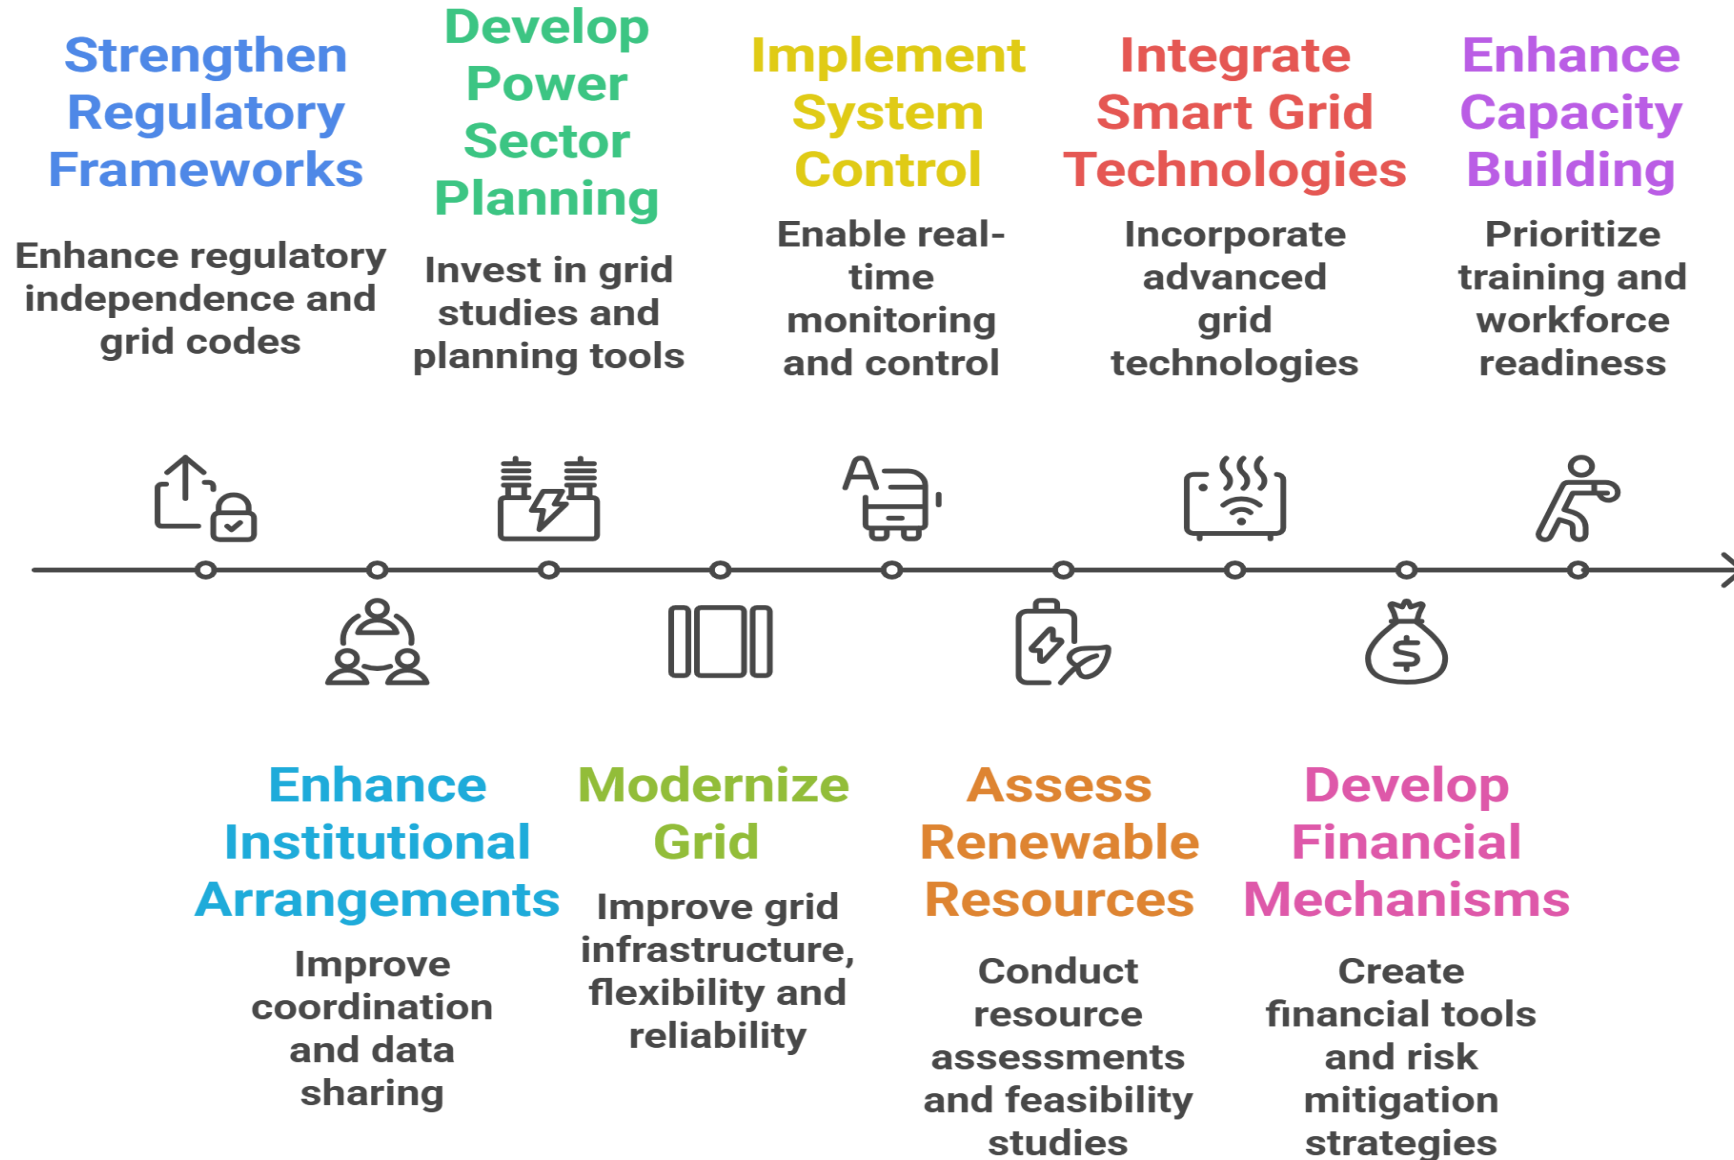 Strengthen
Regulatory
Frameworks
Enhance regulatory
independence and
grid codes
Develop
Power
Sector
Planning
Invest in grid
studies and
planning tools
Implement
System
Control
Enable real-
time
monitoring
and control
Integrate
Smart Grid
Technologies
Incorporate
advanced
grid
technologies
Enhance
Capacity
Building
Prioritize
training and
workforce
readiness
A
$
Enhance
Institutional
Arrangements
Improve
coordination
and data
sharing
Modernize
Grid
Improve grid
infrastructure,
flexibility and
reliability
Assess
Renewable
Resources
Conduct
resource
assessments
and feasibility
studies
Develop
Financial
Mechanisms
Create
financial tools
and risk
mitigation
strategies